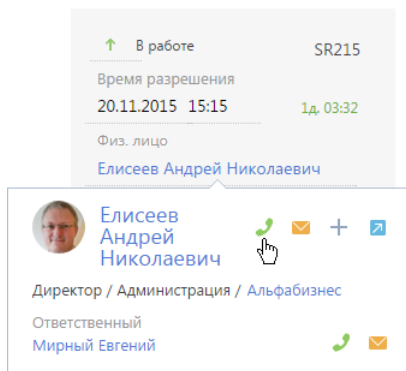 В работе SR215
Время разрешения
20.11.2015 15:15 1д. 03:32
Физ. лицо
Елисеев Андрей Николаевич
Елисеев
Андрей
Николаевич
Директор / Администрация / Альфабизнес
Ответственный
Мирный Евгений